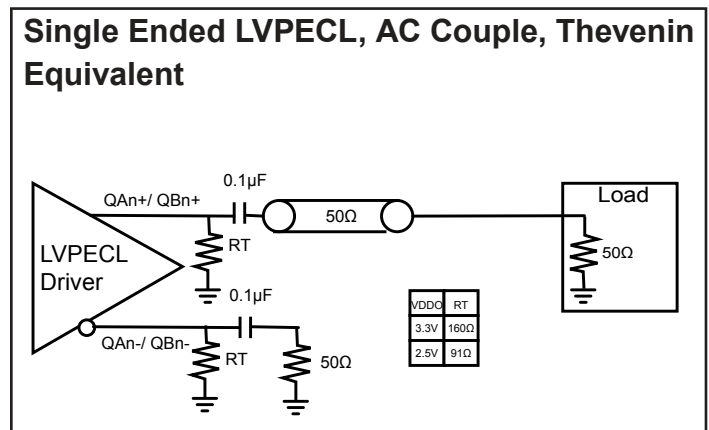 Single Ended LVPECL, AC Couple, Thevenin
Equivalent
0.1µF
QAn+/ QBn+
50Ω
Load
LVPECL
Driver
RT
50Ω
0.1µF
QAn-/ QBn-
RT
50Ω
VDDO RT
3.3V 160Ω
2.5V 91Ω